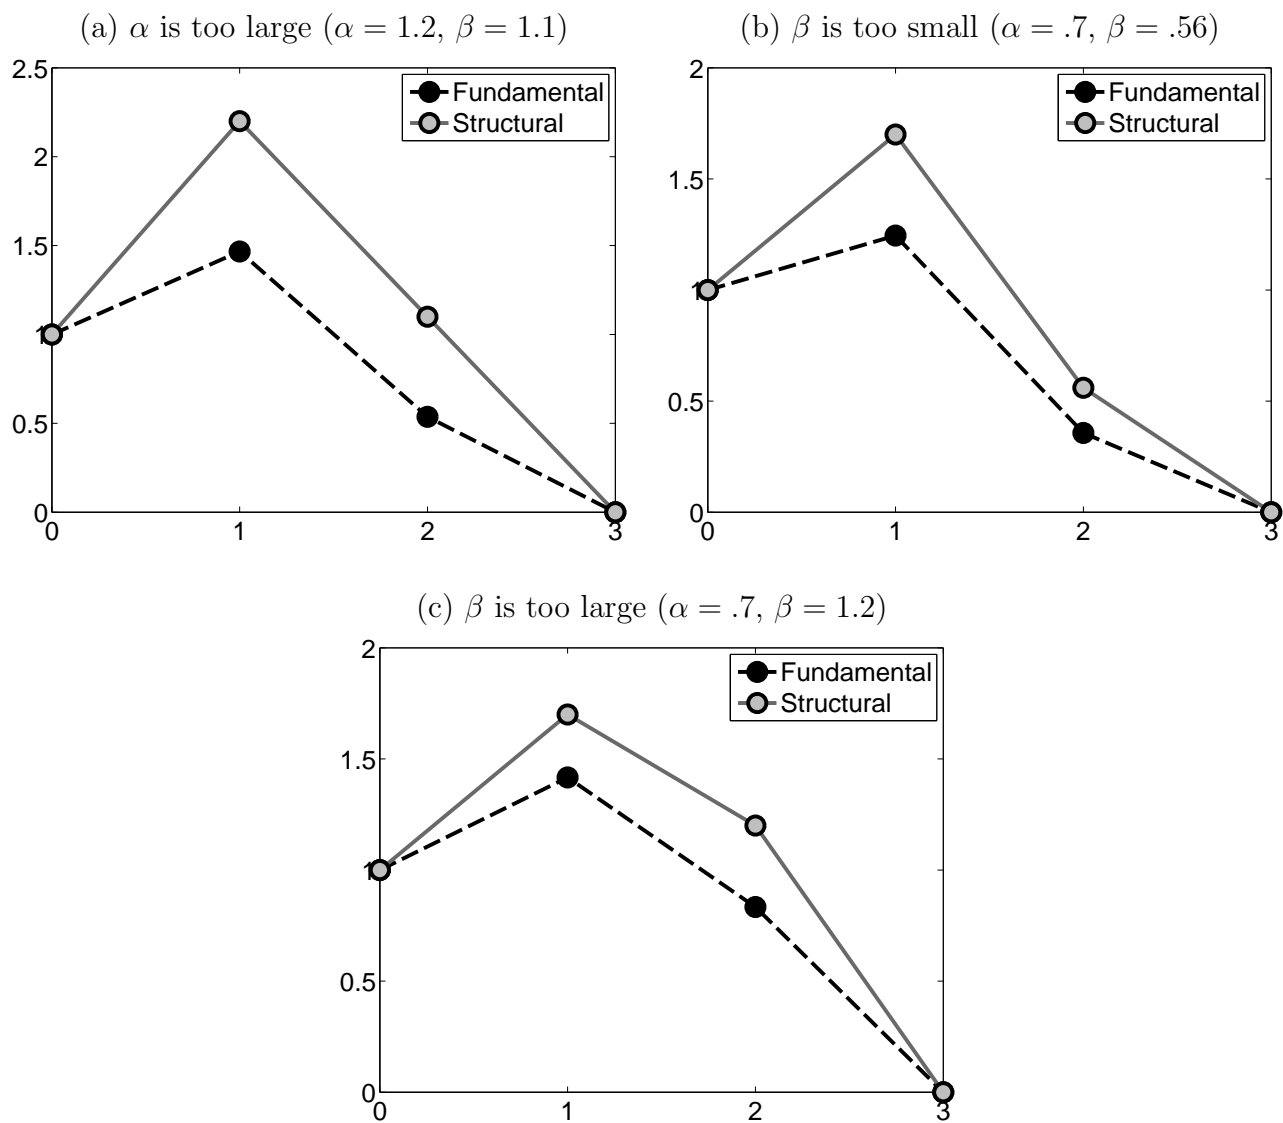 (a) α is too large (α = 1.2, β = 1.1)
2.5
2
1.5
1
0.5
0
0 1 2 3
Fundamental
Structural
(b) β is too small (α = .7, β = .56)
2
1.5
1
0.5
0
0 1 2 3
Fundamental
Structural
(c) β is too large (α = .7, β = 1.2)
2
1.5
1
0.5
0
0 1 2 3
Fundamental
Structural